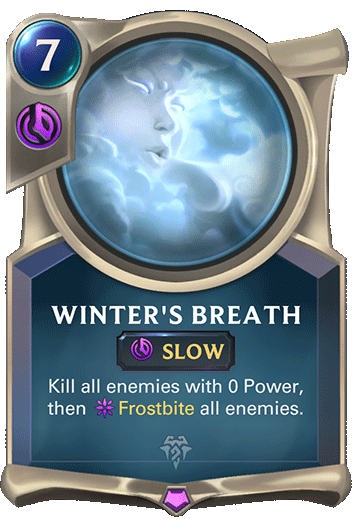 7
WINTER'S BREATH
SLOW
Kill all enemies with 0 Power,
then Frostbite all enemies.